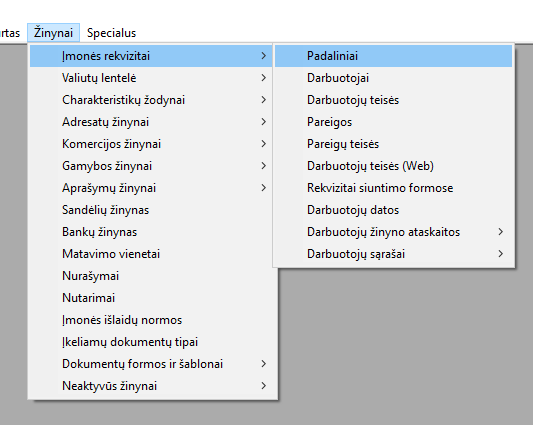 Žinynai Specialus
Įmonės rekvizitai
Valiutų lentelė
Charakteristikų žodynai
Adresatų žinynai
Komercijos žinynai
Gamybos žinynai
Aprašymų žinynai
Sandėlių žinynas
Bankų žinynas
Matavimo vienetai
Nurašymai
Nutarimai
Įmonės išlaidų normos
Įkeliamų dokumentų tipai
Dokumentų formos ir šablonai
Neaktyvūs žinynai
Padaliniai
Darbuotojai
Darbuotojų teisės
Pareigos
Pareigų teisės
Darbuotojų teisės (Web)
Rekvizitai siuntimo formose
Darbuotojų datos
Darbuotojų žinyno ataskaitos
Darbuotojų sąrašai